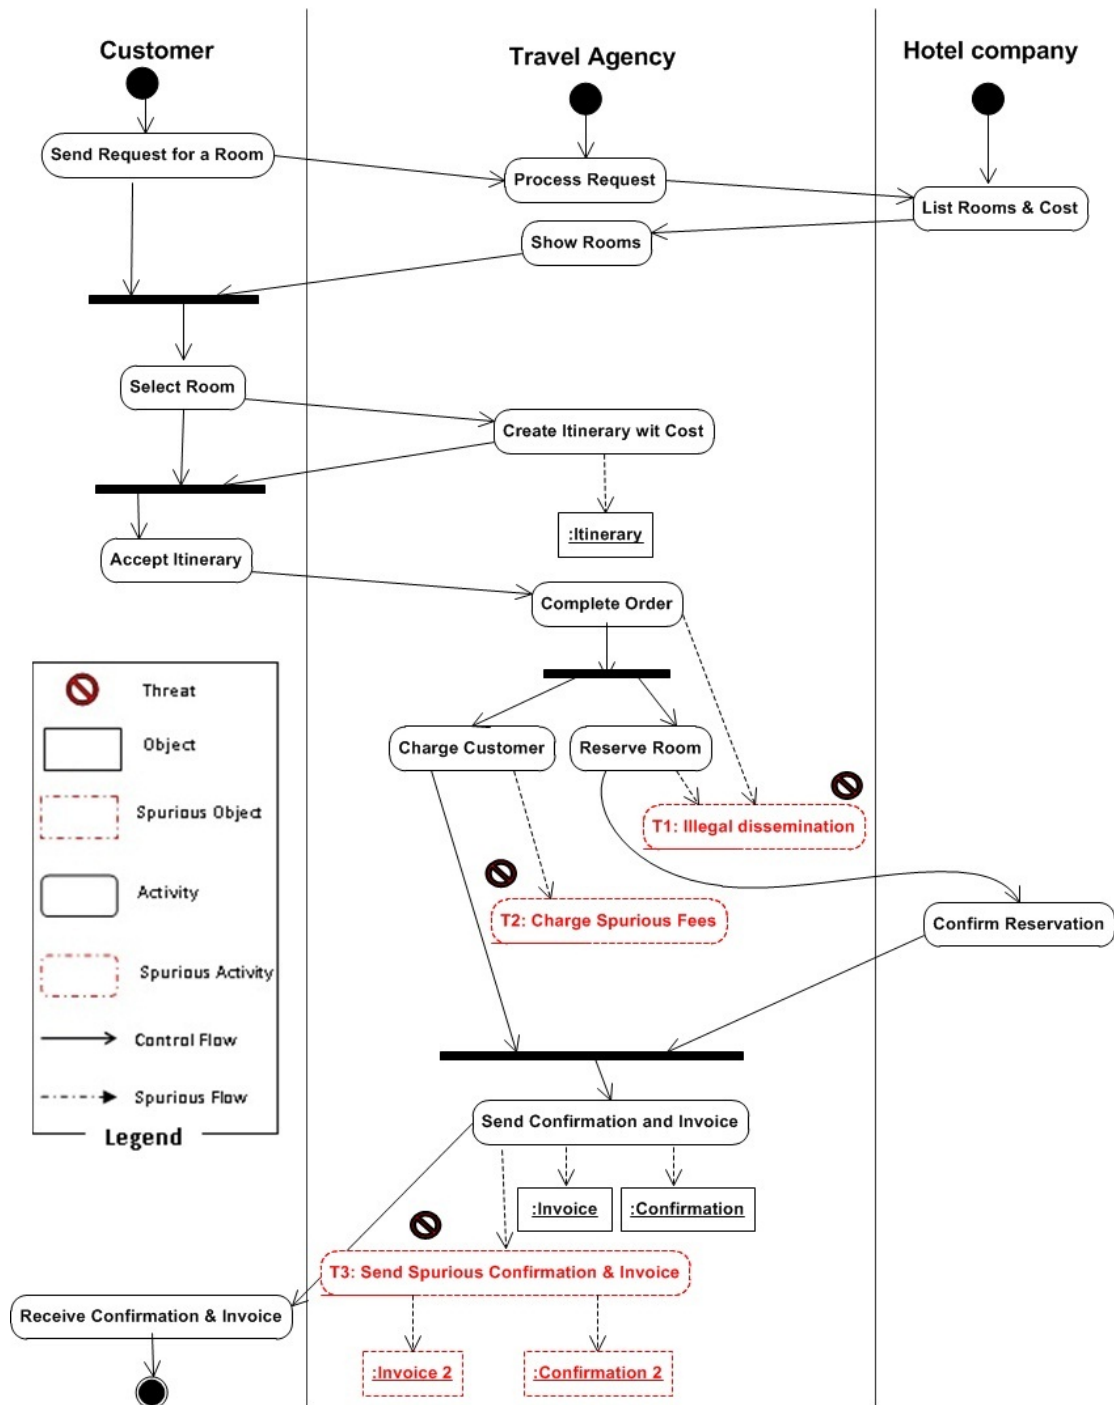 Customer
Travel Agency
Hotel company
Send Request for a Room
Process Request
List Rooms & Cost
Show Rooms
Select Room
Create Itinerary wit Cost
:Itinerary
Accept Itinerary
Complete Order
Charge Customer
Reserve Room
T1: Illegal dissemination
T2: Charge Spurious Fees
Confirm Reservation
Send Confirmation and Invoice
:Invoice
:Confirmation
T3: Send Spurious Confirmation & Invoice
Receive Confirmation & Invoice
:Invoice 2
:Confirmation 2
Threat
Object
Spurious Object
Activity
Spurious Activity
Control Flow
Spurious Flow
Legend